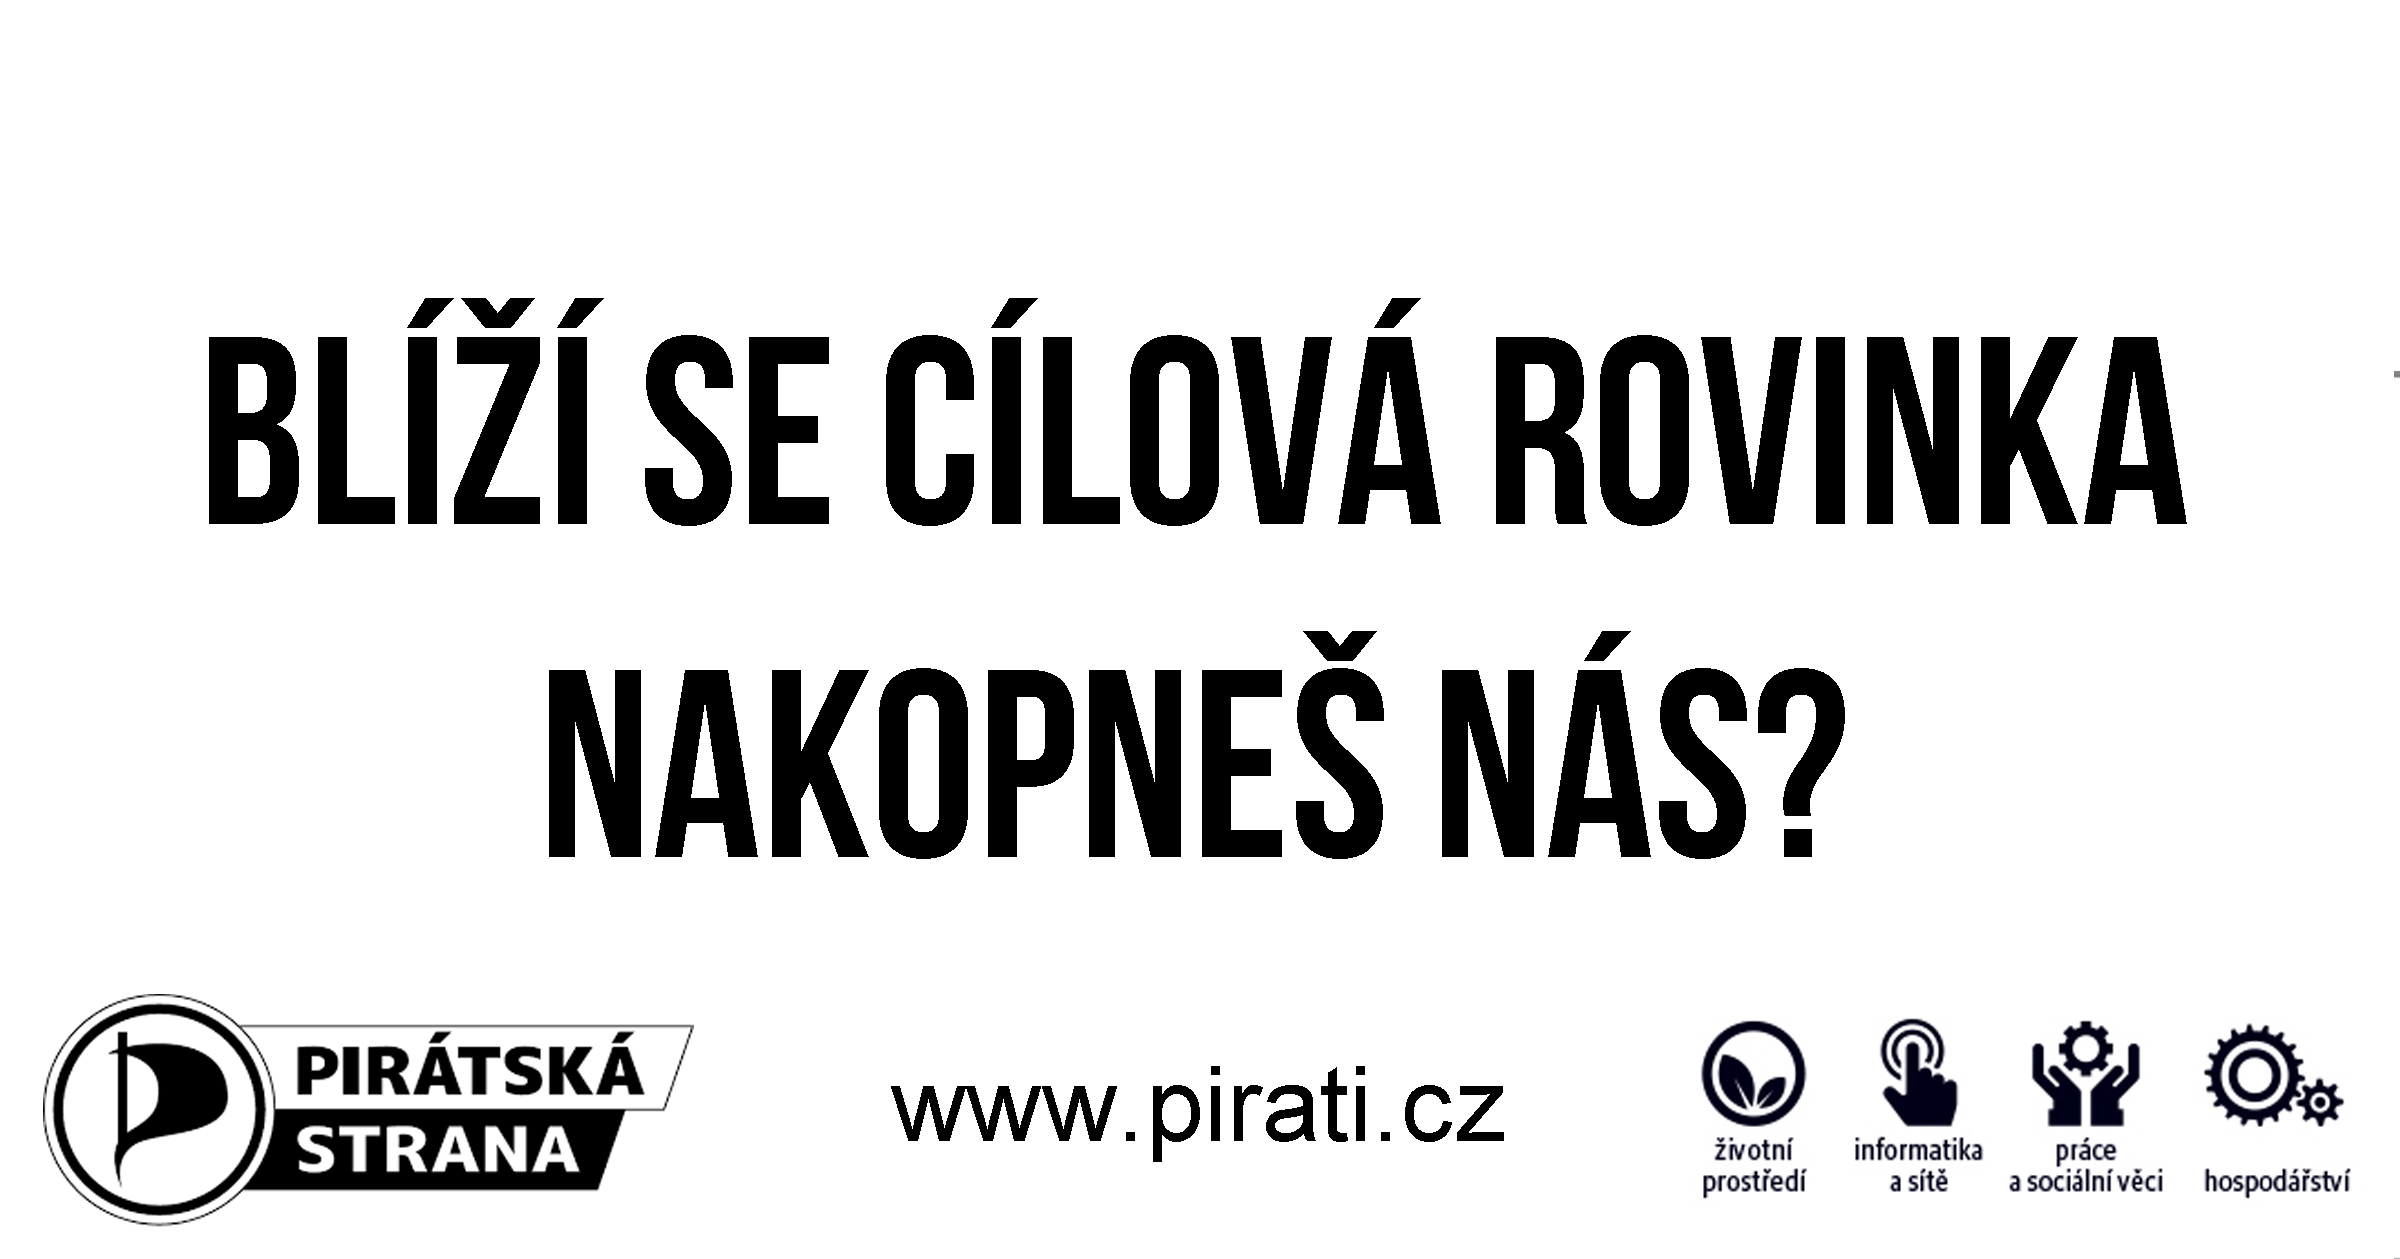 BLÍŽÍ SE CÍLOVÁ ROVINKA
NAKOPNEŠ NÁS?
PIRÁTSKÁ
STRANA
www.pirati.cz
životní
prostředí
informatika
a sítě
práce
a sociální věci
hospodářství